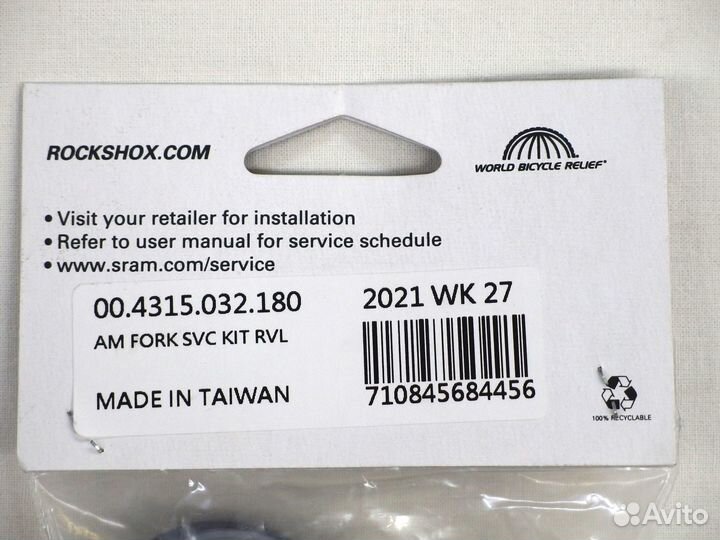 ROCKSHOX.COM
WORLD BICYCLE RELIEF®
• Visit your retailer for installation
• Refer to user manual for service schedule
• www.sram.com/service
00.4315.032.180
2021 WK 27
AM FORK SVC KIT RVL
MADE IN TAIWAN
710845684456
100% RECYCLABLE
Avito